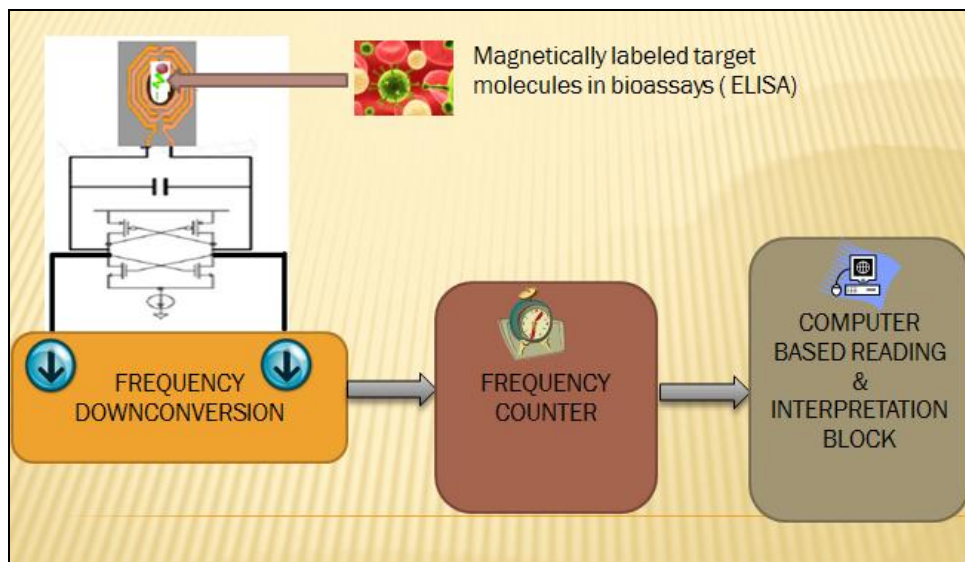 Magnetically labeled target
molecules in bioassays ( ELISA)
FREQUENCY
DOWNCONVERSION
FREQUENCY
COUNTER
COMPUTER
BASED READING
&
INTERPRETATION
BLOCK